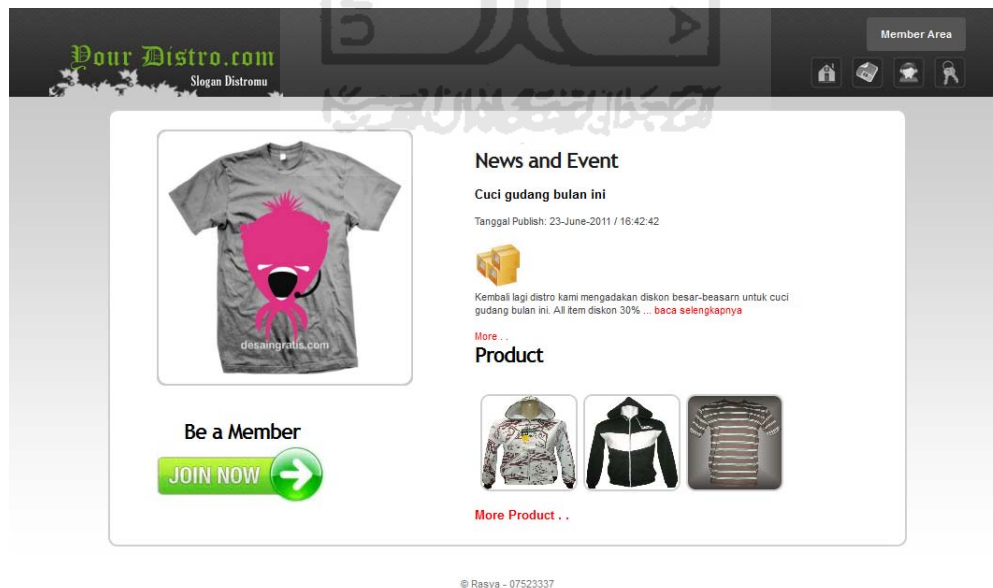 Member Area
Your Distro.com
Slogan Distromu
News and Event
Cuci gudang bulan ini
Tanggal Publish: 23-June-2011 / 16:42:42
Kembali lagi distro kami mengadakan diskon besar-beasarn untuk cuci
gudang bulan ini. All item diskon 30% ... baca selengkapnya
More . .
Product
More Product . .
desaingratis.com
Be a Member
JOIN NOW
© Rasya - 07523337